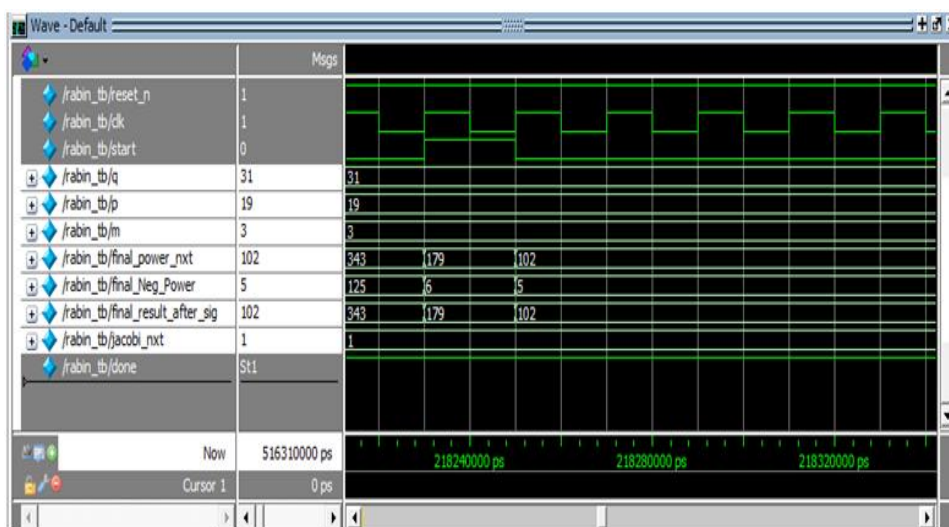 Wave - Default
Msgs
/rabin_tb/reset_n 1
/rabin_tb/clk 1
/rabin_tb/start 0
/rabin_tb/q 31 31
/rabin_tb/p 19 19
/rabin_tb/m 3 3
/rabin_tb/final_power_nxt 102 343 179 102
/rabin_tb/final_Neg_Power 5 125 6 5
/rabin_tb/final_result_after_sig 102 343 179 102
/rabin_tb/jacobi_nxt 1 1
/rabin_tb/done St1
Now 516310000 ps 218240000 ps 218280000 ps 218320000 ps
Cursor 1 0 ps